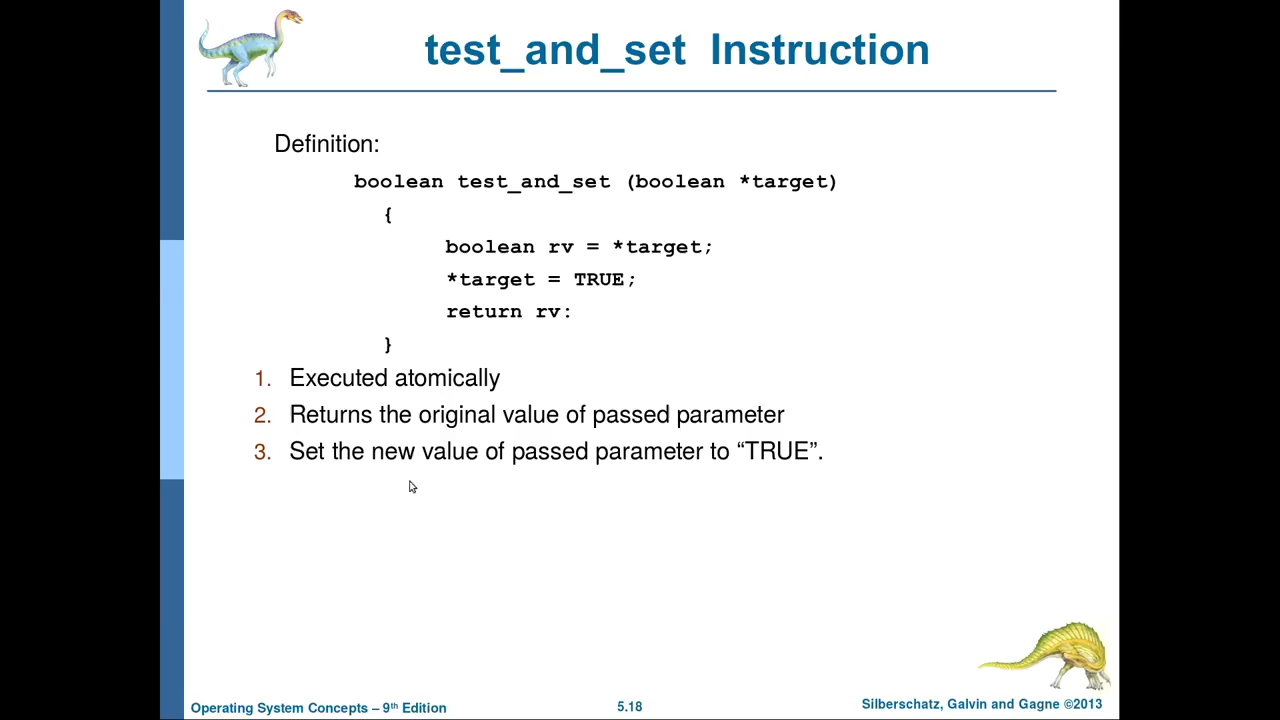 test_and_set Instruction
Definition:
boolean test_and_set (boolean *target)
{
boolean rv = *target;
*target = TRUE;
return rv:
}
1. Executed atomically
2. Returns the original value of passed parameter
3. Set the new value of passed parameter to “TRUE”.
Operating System Concepts – 9th Edition
5.18
Silberschatz, Galvin and Gagne ©2013